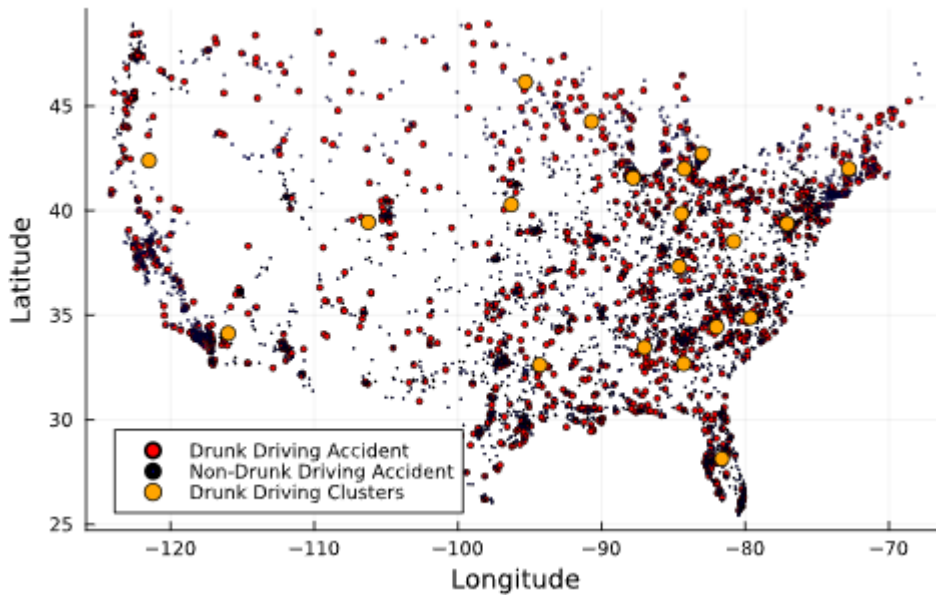 45
40
35
30
25
Latitude
Drunk Driving Accident
Non-Drunk Driving Accident
Drunk Driving Clusters
−120
−110
−100
−90
−80
−70
Longitude